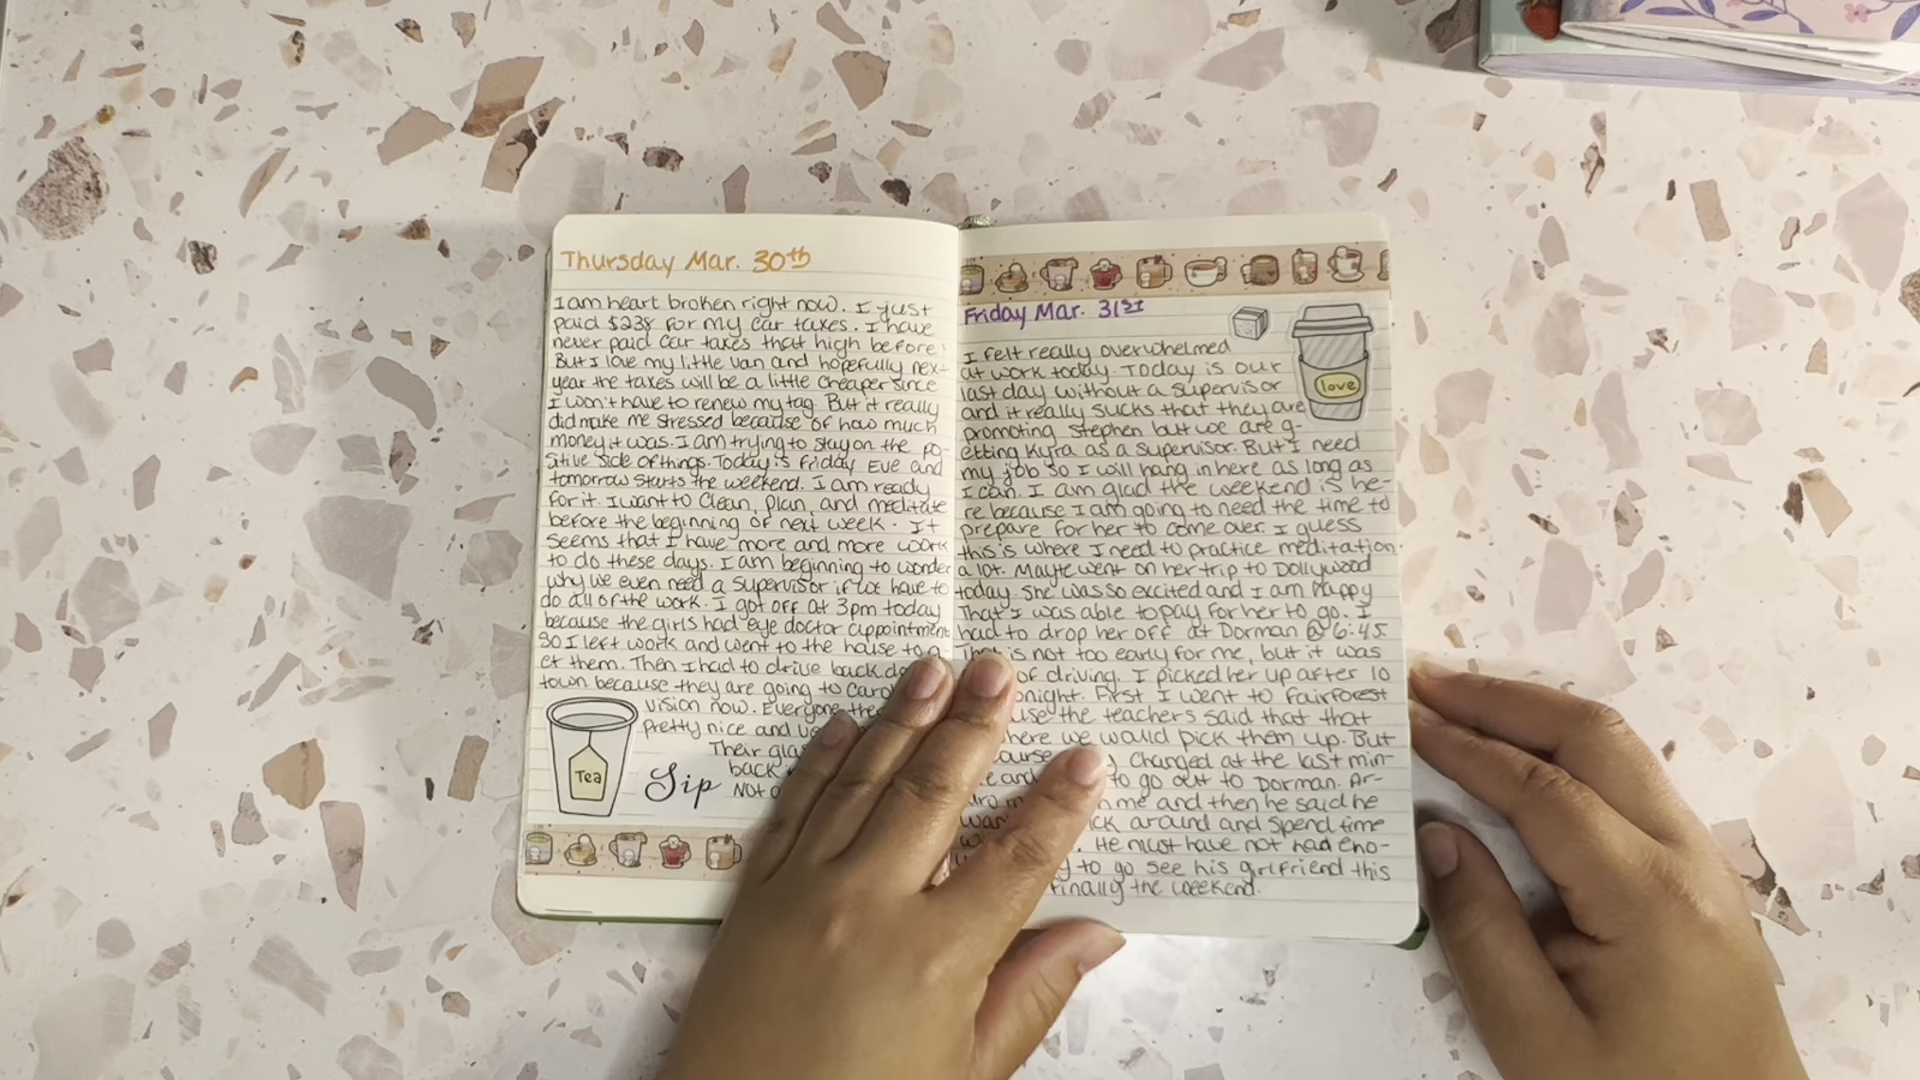 Thursday Mar. 30th
I am heart broken right now. I just
paid $238 for my car taxes. I have
never paid car taxes that high before!
But I love my little van and hopefully nex-
year the taxes will be a little cheaper since
I won't have to renew my tag. But it really
did make me stressed because of how much
money it was. I am trying to stay on the po-
sitive side of things. Today is Friday Eve and
tomorrow starts the weekend. I am ready
for it. I want to clean, plan, and meditate
before the beginning of next week. It
seems that I have more and more work
to do these days. I am beginning to wonder
why we even need a supervisor if we have to
do all of the work. I got off at 3pm today
because the girls had eye doctor appointment
So I left work and went to the house to g
et them. Then I had to drive back do
town because they are going to Carol
vision now. Everyone the
pretty nice and
Their
back
Not
Tea
Sip
Friday Mar. 31st
love
I felt really overwhelmed
at work today. Today is our
last day without a supervisor
and it really sucks that they are
promoting Stephen but we are g-
etting Kyra as a supervisor. But I need
my job so I will hang in here as long as
I can. I am glad the weekend is he-
re because I am going to need the time to
prepare for her to come over. I guess
this is where I need to practice meditation
a lot. Mayte went on her trip to Dollywood
today. She was so excited and I am happy
that I was able to pay for her to go. I
had to drop her off at Dorman @ 6:45.
That is not too early for me, but it was
of driving. I picked her up after 10
onight. First I went to Fairforest
use the teachers said that that
here we would pick them up. But
course changed at the last min-
e and to go out to Dorman. Ar-
me and then he said he
ck around and spend time
. He must have not had eno-
to go see his girlfriend this
Finally the weekend.